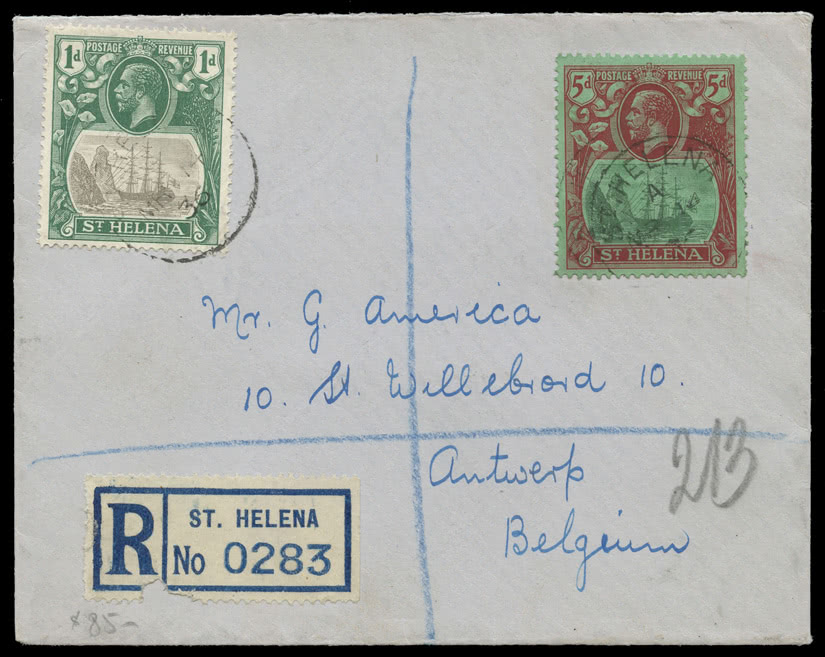 1d POSTAGE REVENUE 1d
ST HELENA
36
5d POSTAGE REVENUE 5d
ST HELENA
HELENA
A
Mr. G. America
10. St. Willebrord 10.
Antwerp
Belgium
213
R
ST. HELENA
No 0283
85-